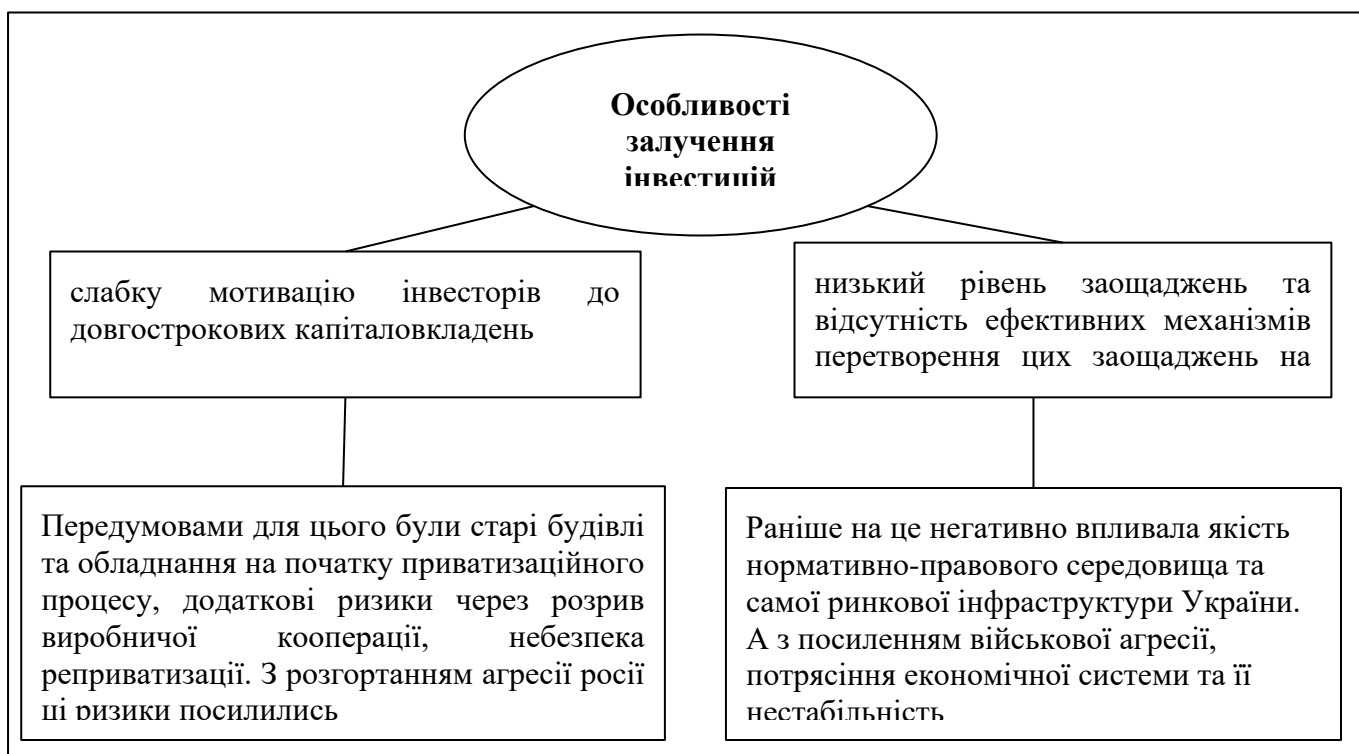 Особливості
залучення
інвестицій
слабку мотивацію інвесторів до
довгострокових капіталовкладень
низький рівень заощаджень та
відсутність ефективних механізмів
перетворення цих заощаджень на
Передумовами для цього були старі будівлі
та обладнання на початку приватизаційного
процесу, додаткові ризики через розрив
виробничої кооперації, небезпека
реприватизації. З розгортанням агресії росії
ці ризики посилились
Раніше на це негативно впливала якість
нормативно-правового середовища та
самої ринкової інфраструктури України.
А з посиленням військової агресії,
потрясіння економічної системи та її
нестабільність